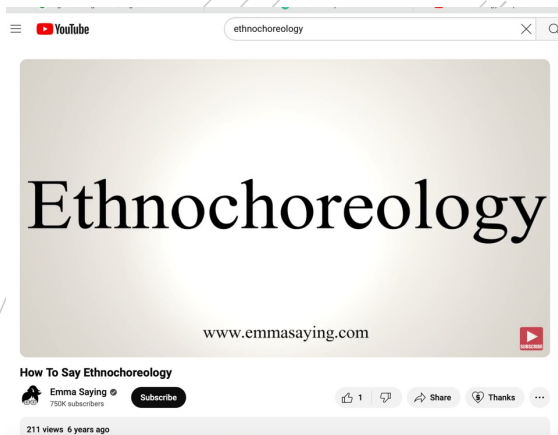 YouTube
ethnochoreology
Ethnochoreology
www.emmasaying.com
SUBSCRIBE
How To Say Ethnochoreology
Emma Saying
750K subscribers
Subscribe
1
Share
Thanks
211 views 6 years ago